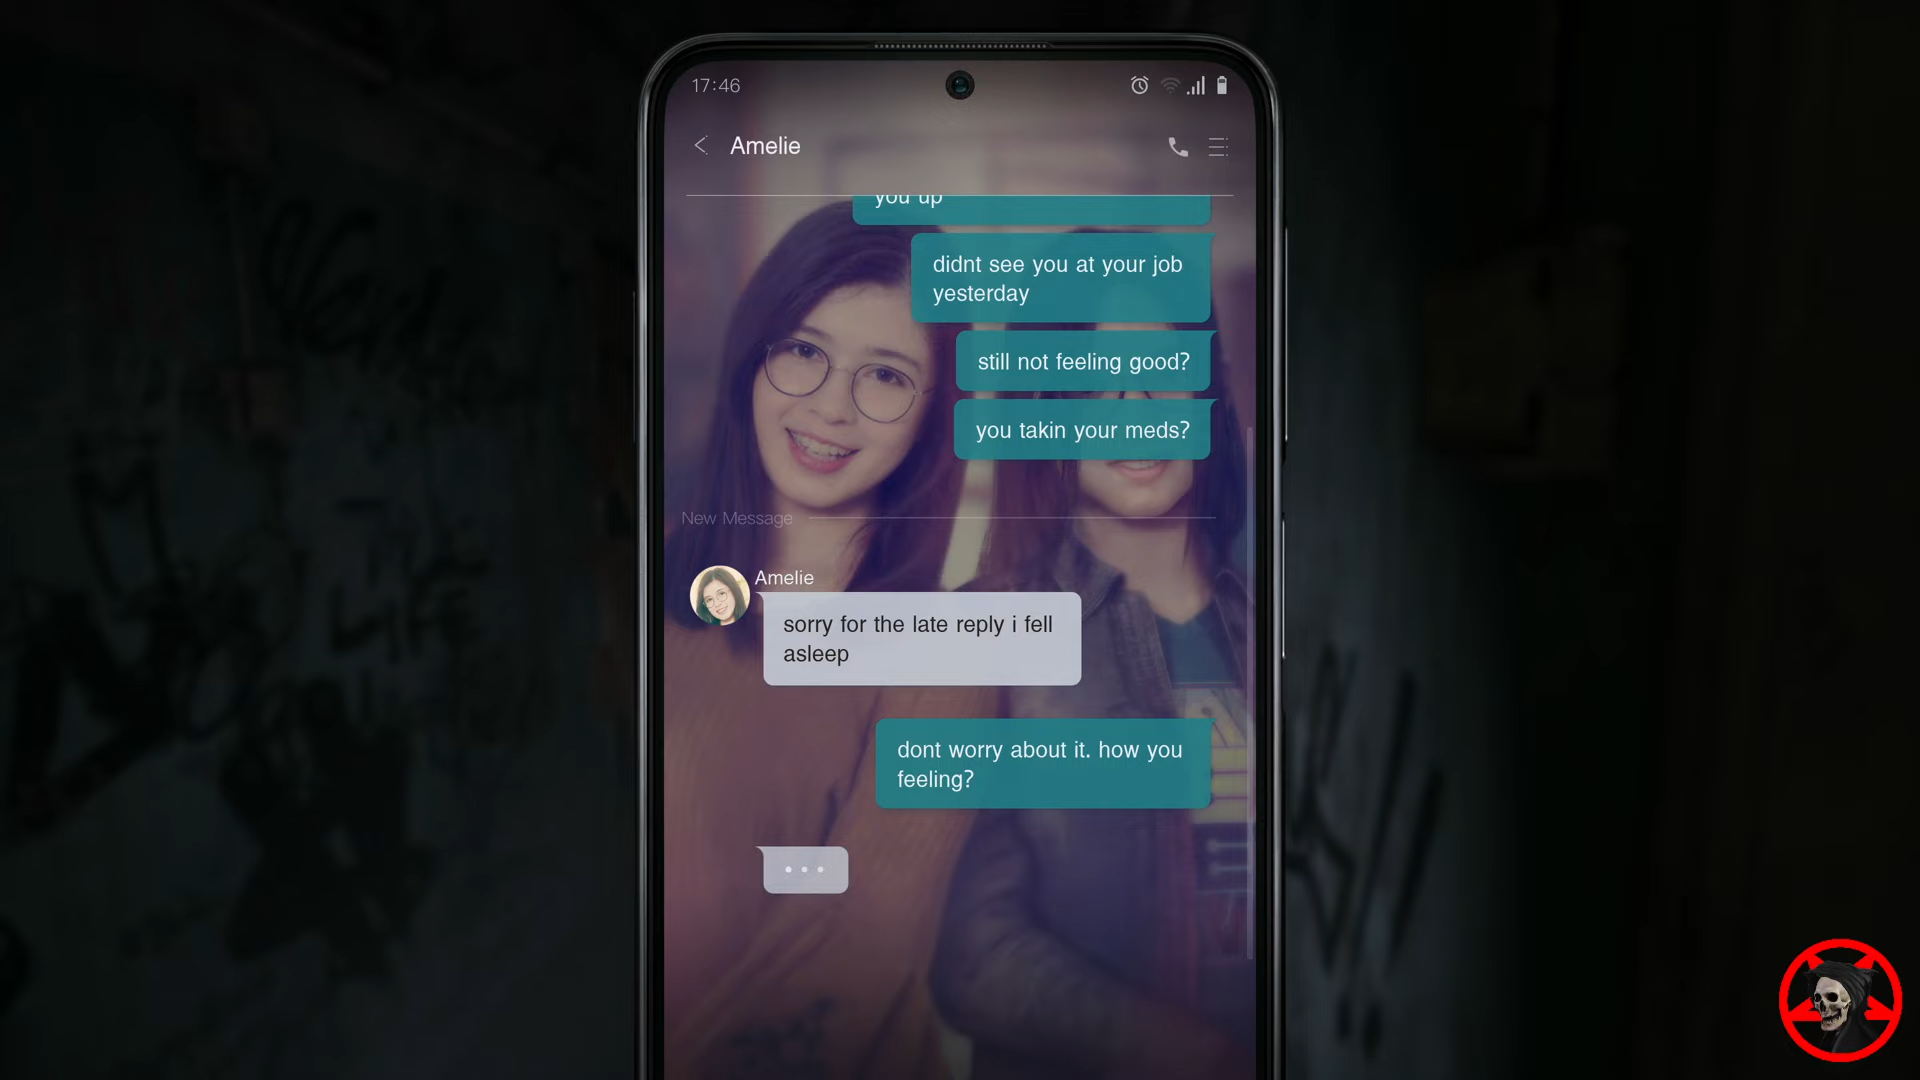 17:46
Amelie
you up
didnt see you at your job
yesterday
still not feeling good?
you takin your meds?
New Message
Amelie
sorry for the late reply i fell
asleep
dont worry about it. how you
feeling?